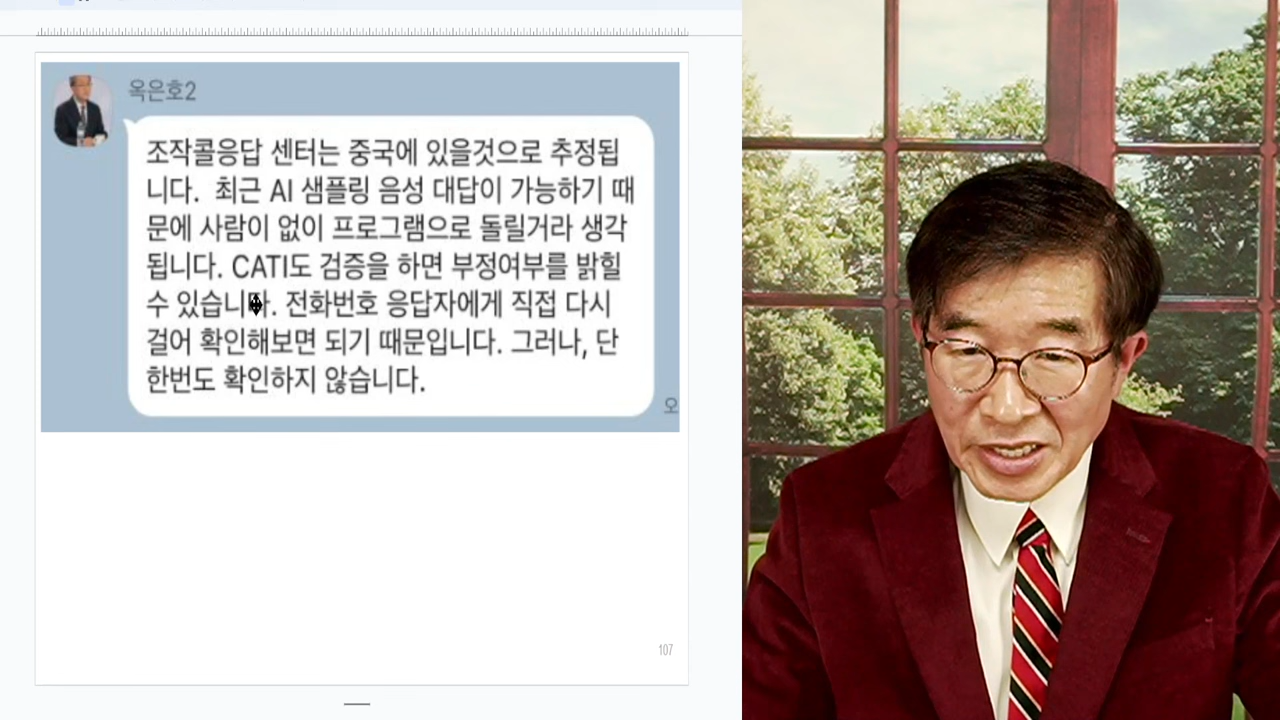 옥은호2
조작콜응답 센터는 중국에 있을것으로 추정됩
니다. 최근 AI 샘플링 음성 대답이 가능하기 때
문에 사람이 없이 프로그램으로 돌릴거라 생각
됩니다. CATI도 검증을 하면 부정여부를 밝힐
수 있습니다. 전화번호 응답자에게 직접 다시
걸어 확인해보면 되기 때문입니다. 그러나, 단
한번도 확인하지 않습니다.
오
107